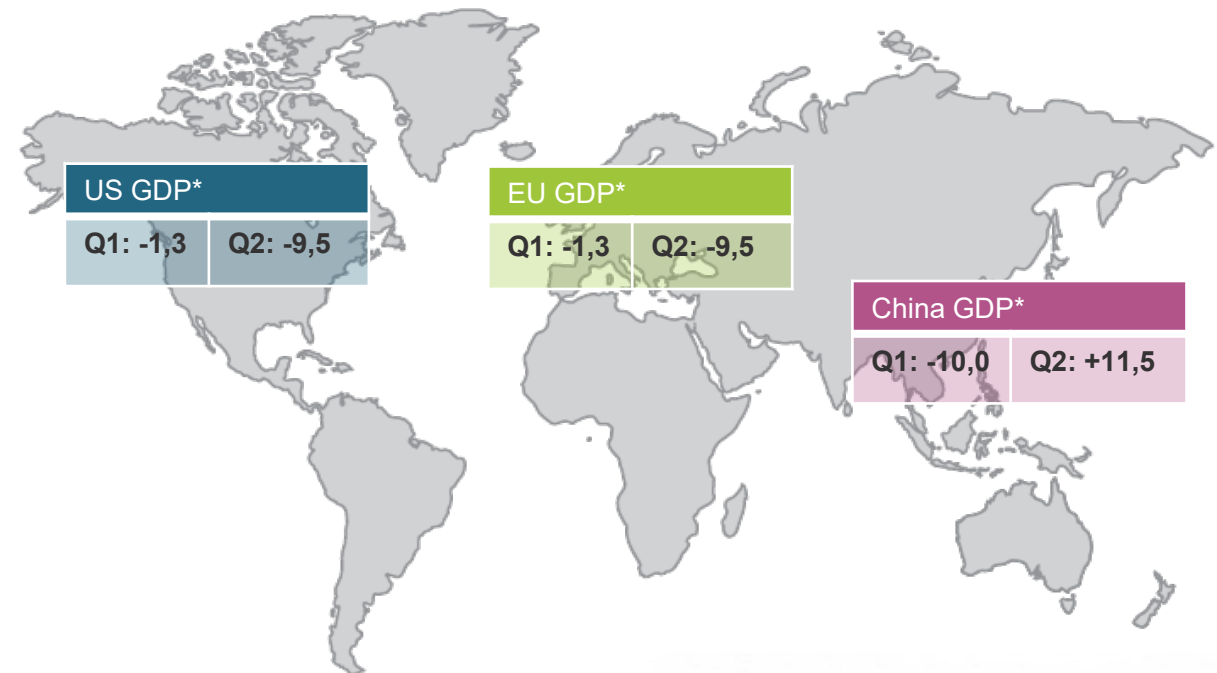 US GDP*
Q1: -1,3 Q2: -9,5
EU GDP*
Q1: -1,3 Q2: -9,5
China GDP*
Q1: -10,0 Q2: +11,5